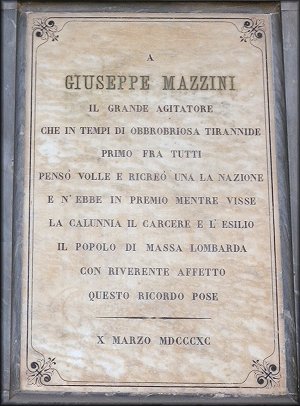 A
GIUSEPPE MAZZINI
IL GRANDE AGITATORE
CHE IN TEMPI DI OBBROBRIOSA TIRANNIDE
PRIMO FRA TUTTI
PENSÓ VOLLE E RICREÓ UNA LA NAZIONE
E N'EBBE IN PREMIO MENTRE VISSE
LA CALUNNIA IL CARCERE E L'ESILIO
IL POPOLO DI MASSA LOMBARDA
CON RIVERENTE AFFETTO
QUESTO RICORDO POSE
X MARZO MDCCCXC